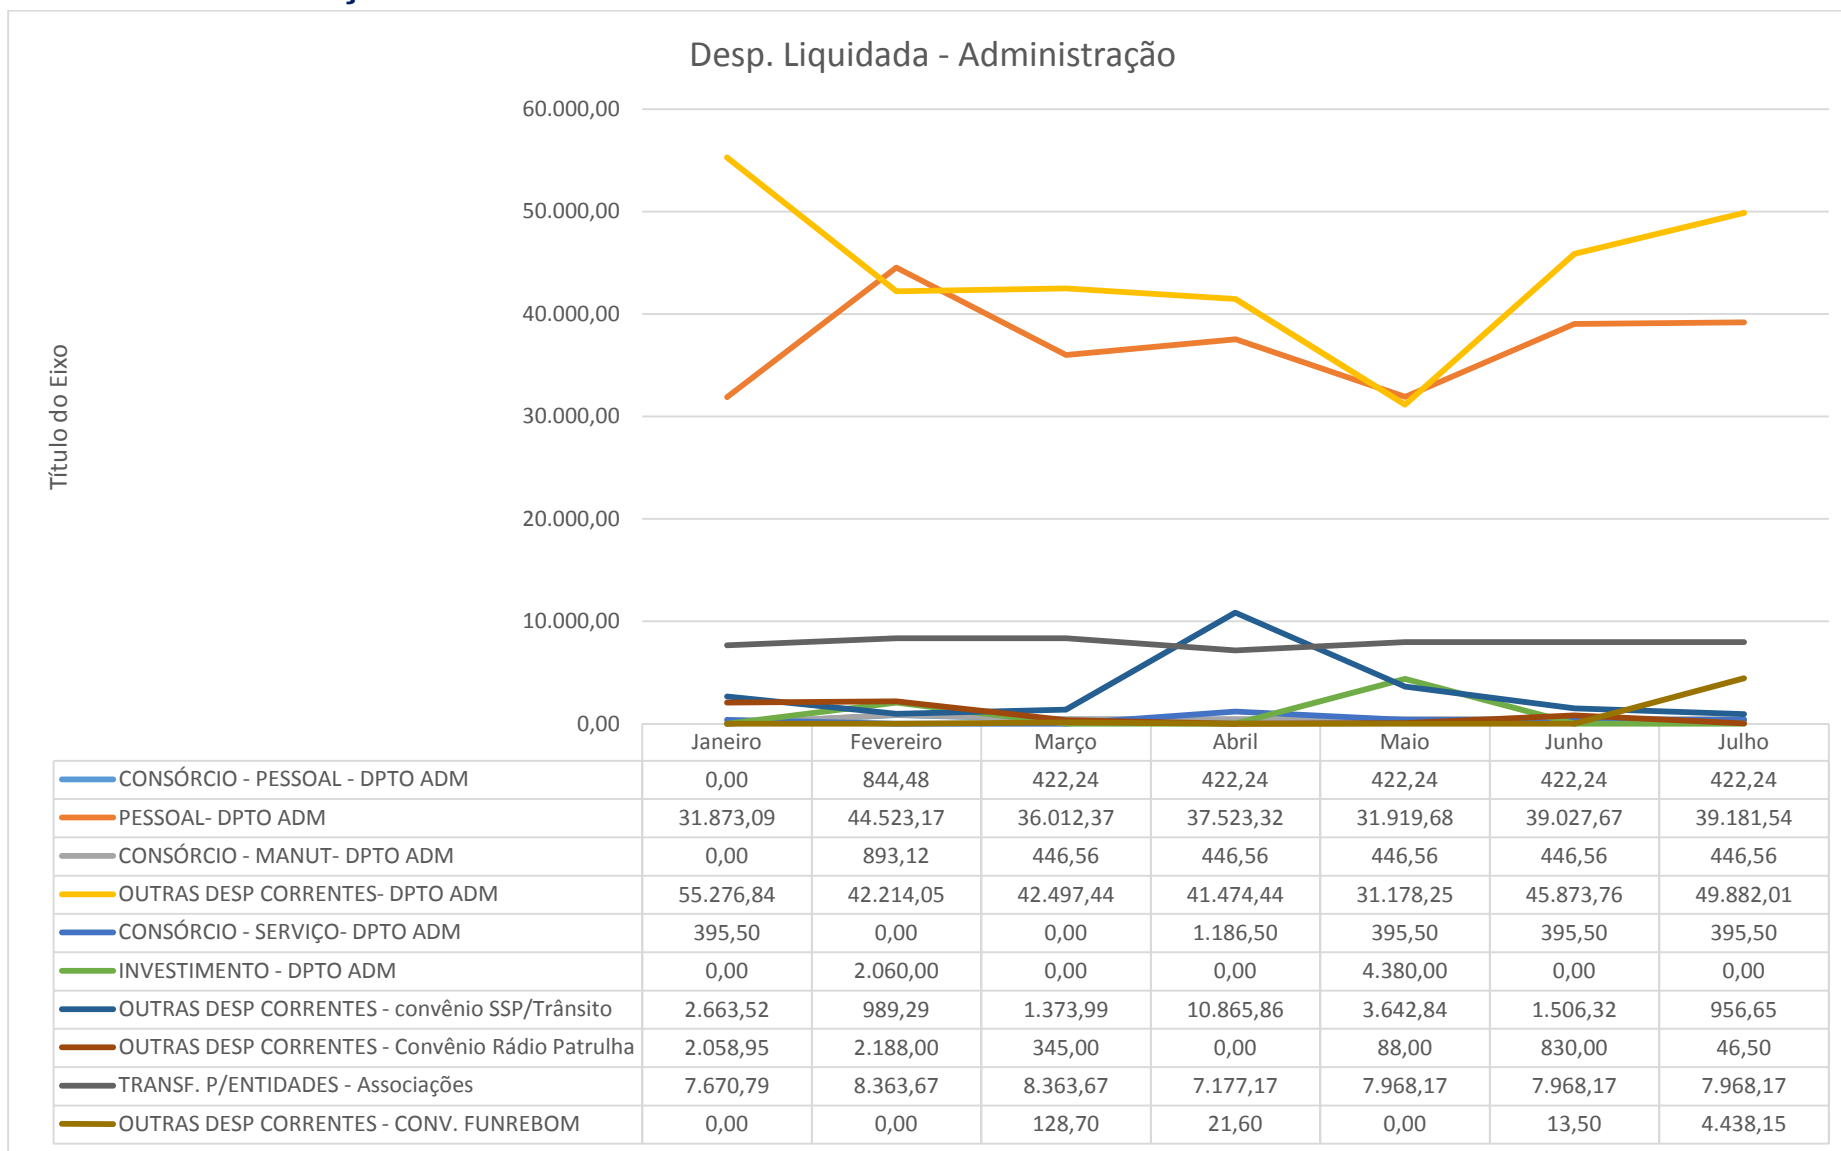 Desp. Liquidada - Administração
60.000,00
50.000,00
40.000,00
30.000,00
20.000,00
10.000,00
0,00
Título do Eixo
Janeiro Fevereiro Março Abril Maio Junho Julho
CONSÓRCIO - PESSOAL - DPTO ADM 0,00 844,48 422,24 422,24 422,24 422,24 422,24
PESSOAL- DPTO ADM 31.873,09 44.523,17 36.012,37 37.523,32 31.919,68 39.027,67 39.181,54
CONSÓRCIO - MANUT- DPTO ADM 0,00 893,12 446,56 446,56 446,56 446,56 446,56
OUTRAS DESP CORRENTES- DPTO ADM 55.276,84 42.214,05 42.497,44 41.474,44 31.178,25 45.873,76 49.882,01
CONSÓRCIO - SERVIÇO- DPTO ADM 395,50 0,00 0,00 1.186,50 395,50 395,50 395,50
INVESTIMENTO - DPTO ADM 0,00 2.060,00 0,00 0,00 4.380,00 0,00 0,00
OUTRAS DESP CORRENTES - convênio SSP/Trânsito 2.663,52 989,29 1.373,99 10.865,86 3.642,84 1.506,32 956,65
OUTRAS DESP CORRENTES - Convênio Rádio Patrulha 2.058,95 2.188,00 345,00 0,00 88,00 830,00 46,50
TRANSF. P/ENTIDADES - Associações 7.670,79 8.363,67 8.363,67 7.177,17 7.968,17 7.968,17 7.968,17
OUTRAS DESP CORRENTES - CONV. FUNREBOM 0,00 0,00 128,70 21,60 0,00 13,50 4.438,15